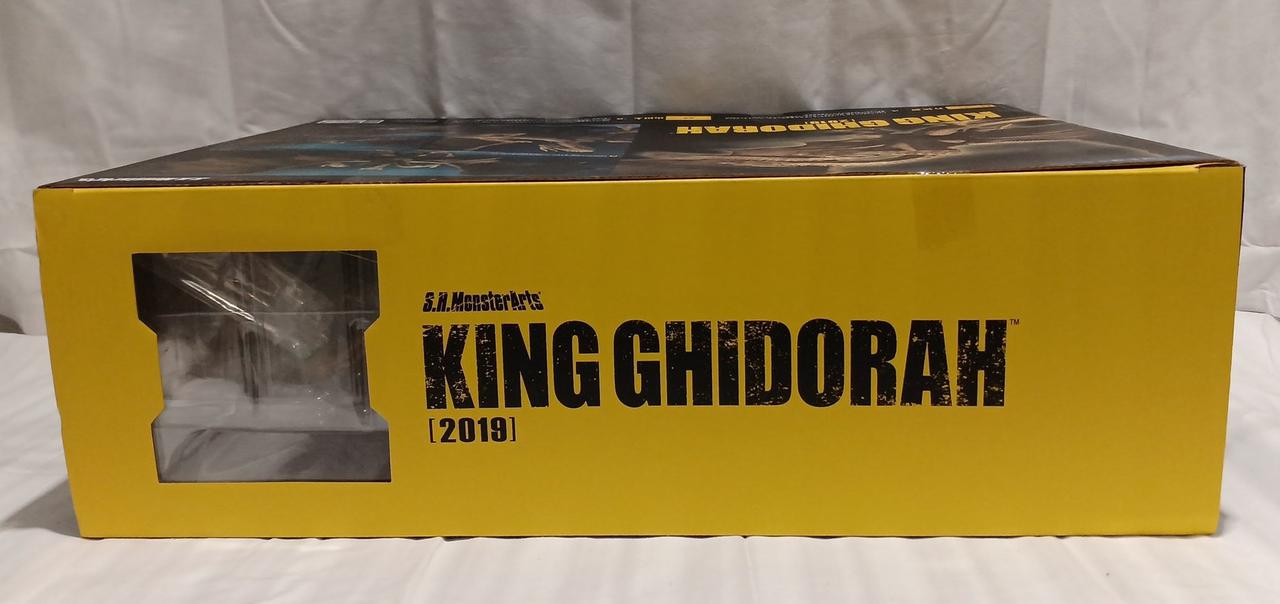 KING GHIDORAH
S.H.MonsterArts
KING GHIDORAH™
[2019]